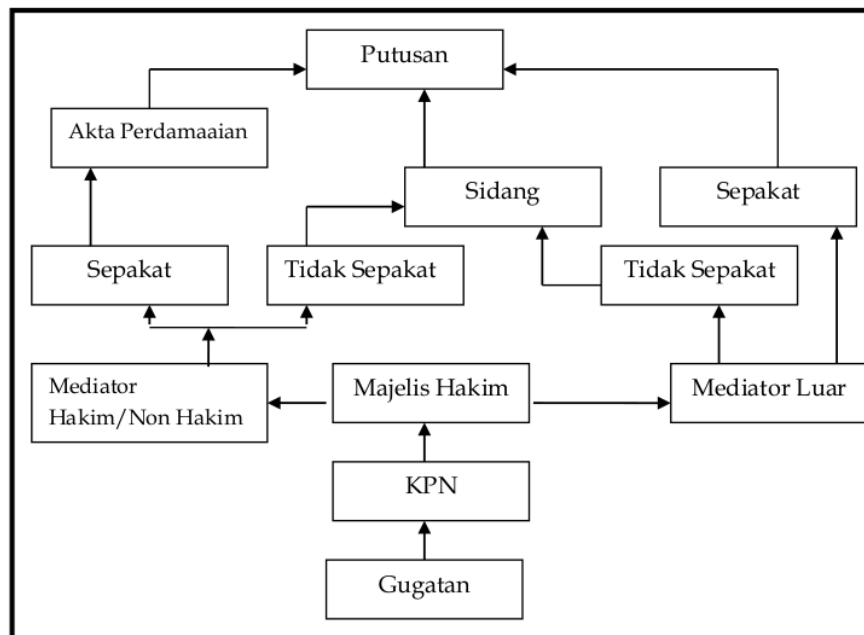 Putusan
Akta Perdamaaian
Sidang
Sepakat
Sepakat
Tidak Sepakat
Tidak Sepakat
Mediator
Hakim/Non Hakim
Majelis Hakim
Mediator Luar
KPN
Gugatan